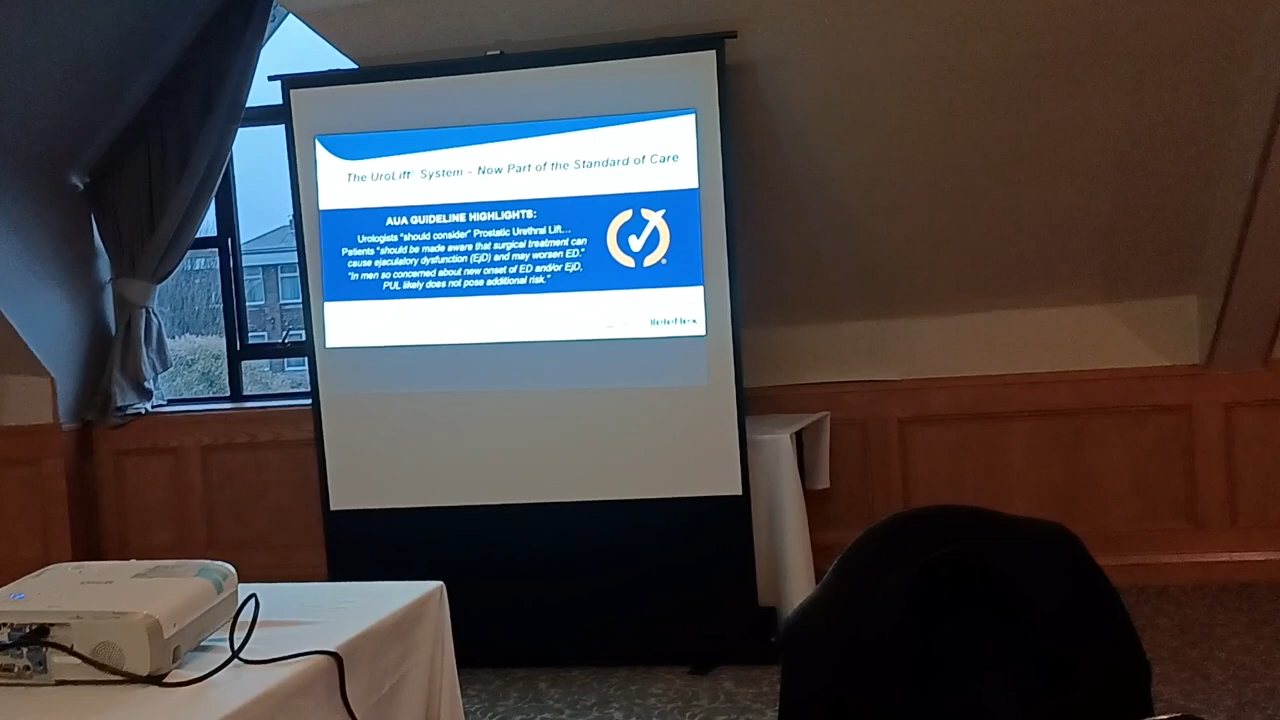 The UroLift® System – Now Part of the Standard of Care
AUA GUIDELINE HIGHLIGHTS:
Urologists "should consider" Prostatic Urethral Lift...
Patients "should be made aware that surgical treatment can
cause ejaculatory dysfunction (EjD) and may worsen ED."
"In men so concerned about new onset of ED and/or EjD,
PUL likely does not pose additional risk."
Teleflex